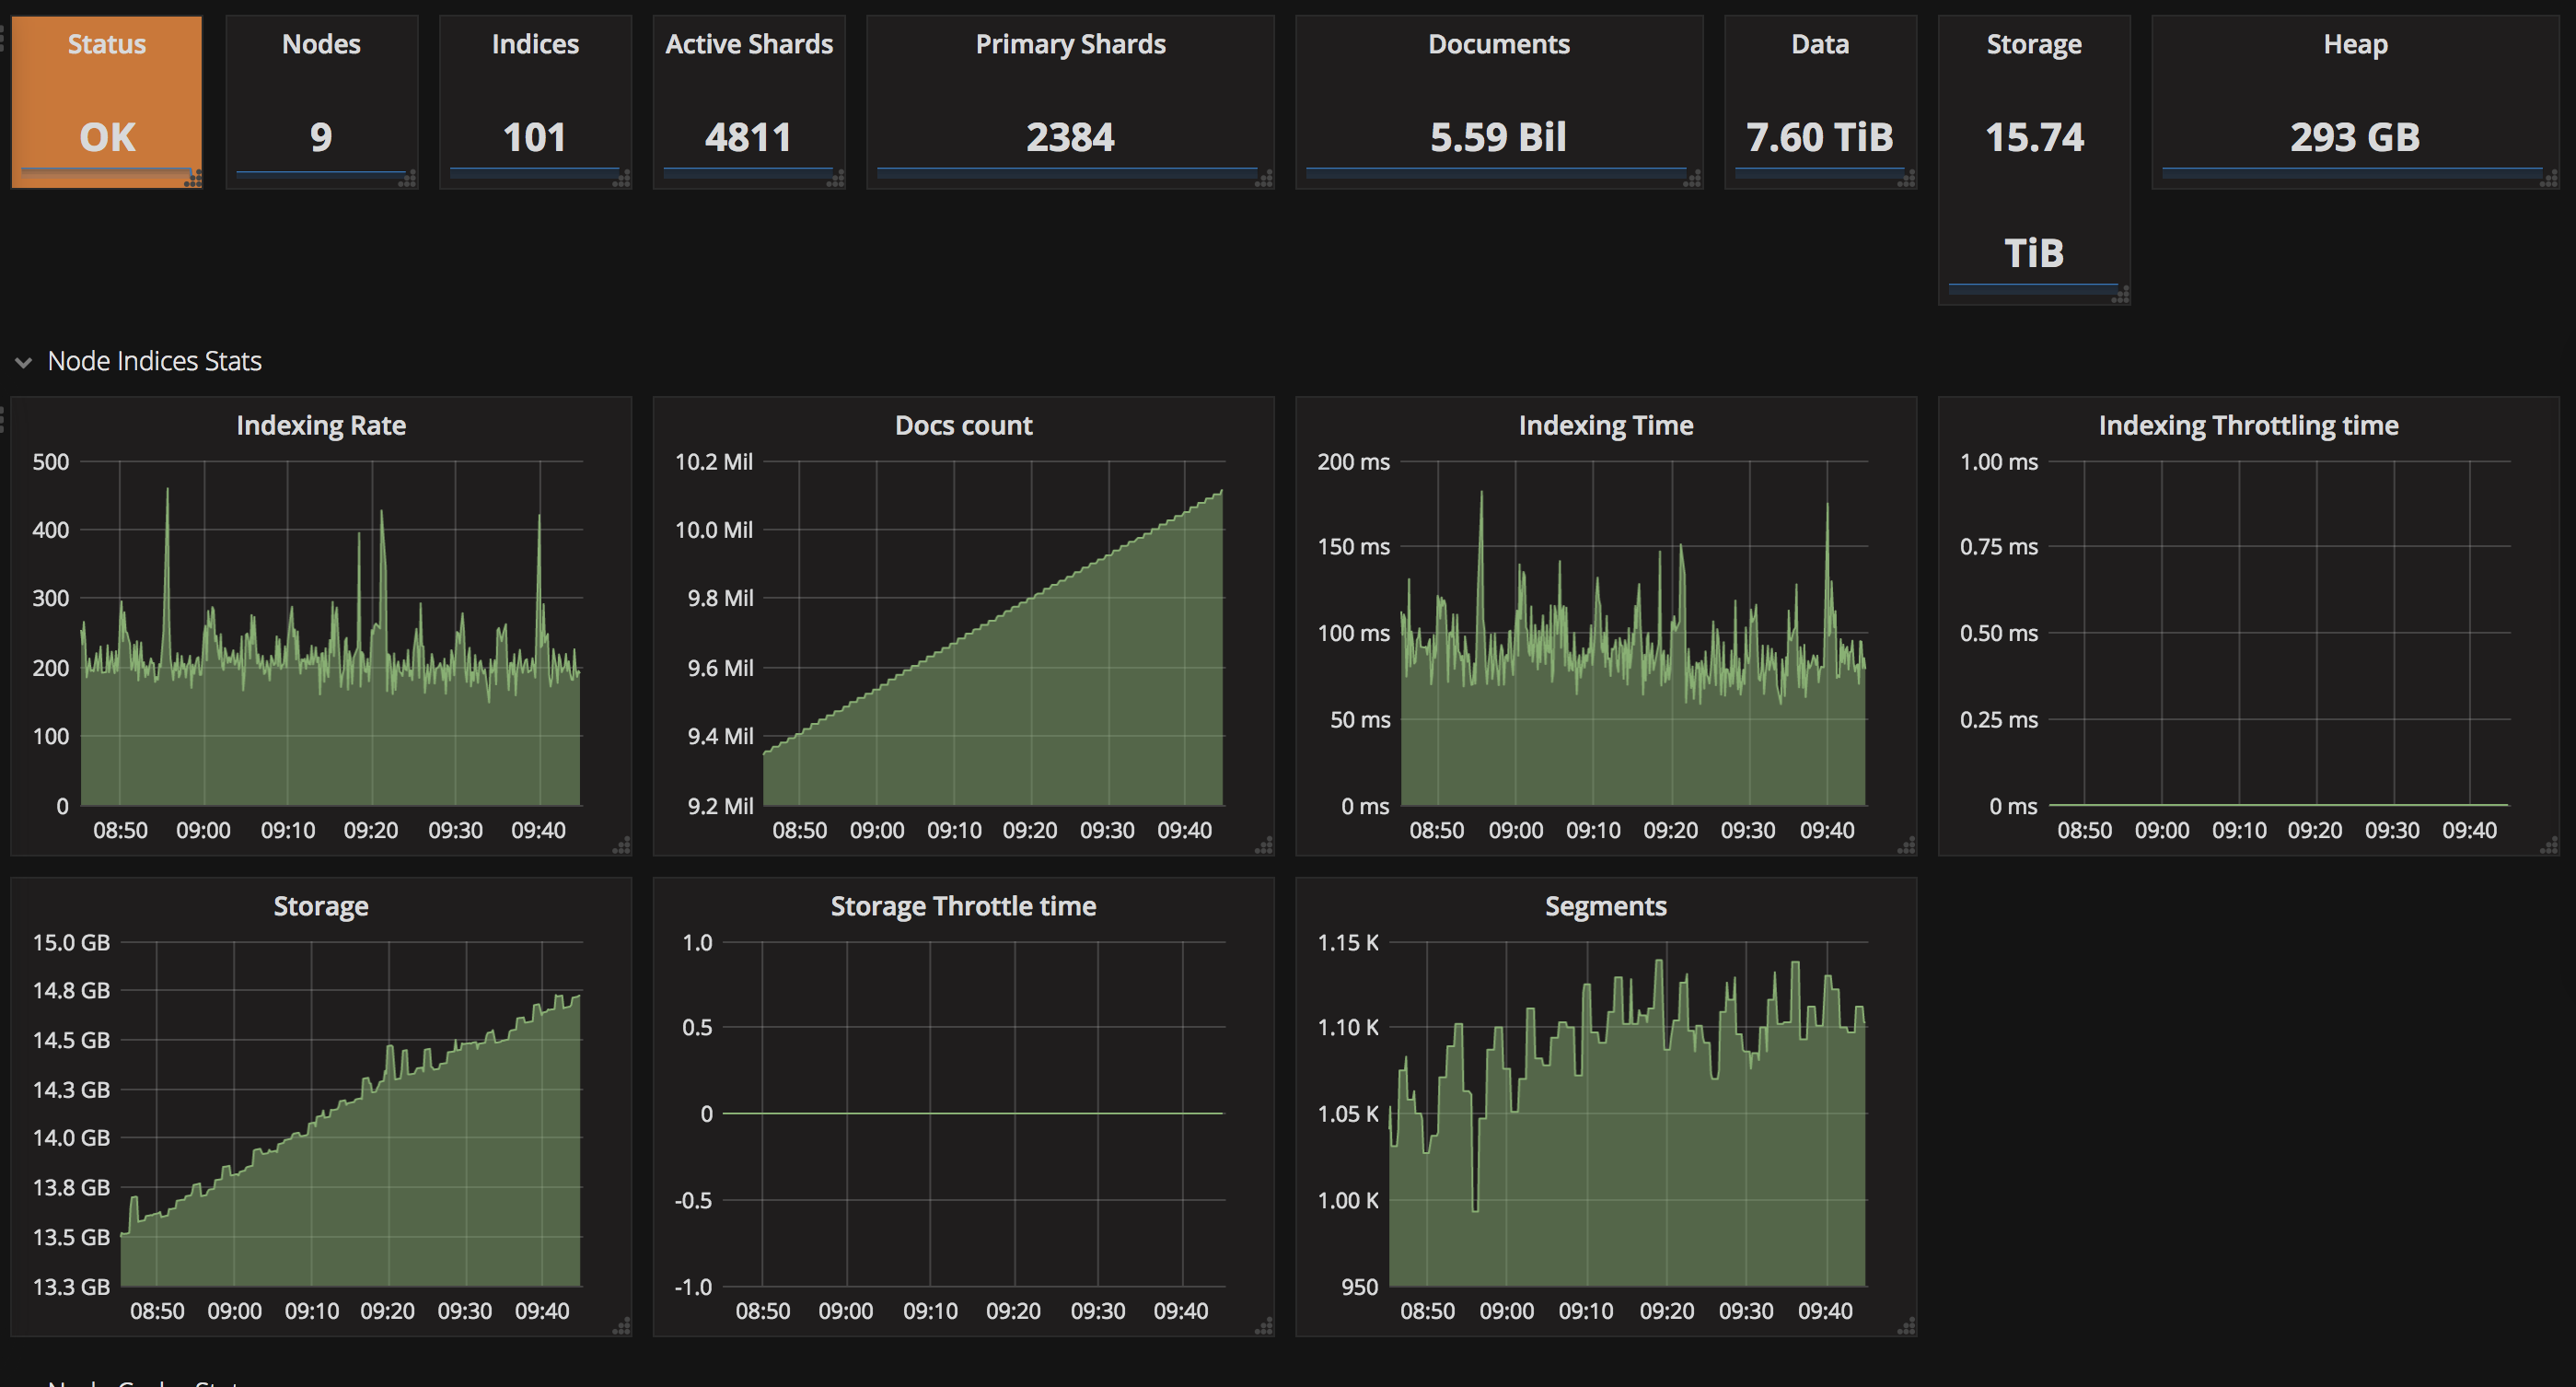 Status
OK
Nodes
9
Indices
101
Active Shards
4811
Primary Shards
2384
Documents
5.59 Bil
Data
7.60 TiB
Storage
15.74
TiB
Heap
293 GB
Node Indices Stats
Indexing Rate
500
400
300
200
100
0
08:50 09:00 09:10 09:20 09:30 09:40
Docs count
10.2 Mil
10.0 Mil
9.8 Mil
9.6 Mil
9.4 Mil
9.2 Mil
08:50 09:00 09:10 09:20 09:30 09:40
Indexing Time
200 ms
150 ms
100 ms
50 ms
0 ms
08:50 09:00 09:10 09:20 09:30 09:40
Indexing Throttling time
1.00 ms
0.75 ms
0.50 ms
0.25 ms
0 ms
08:50 09:00 09:10 09:20 09:30 09:40
Storage
15.0 GB
14.8 GB
14.5 GB
14.3 GB
14.0 GB
13.8 GB
13.5 GB
13.3 GB
08:50 09:00 09:10 09:20 09:30 09:40
Storage Throttle time
1.0
0.5
0
-0.5
-1.0
08:50 09:00 09:10 09:20 09:30 09:40
Segments
1.15 K
1.10 K
1.05 K
1.00 K
950
08:50 09:00 09:10 09:20 09:30 09:40